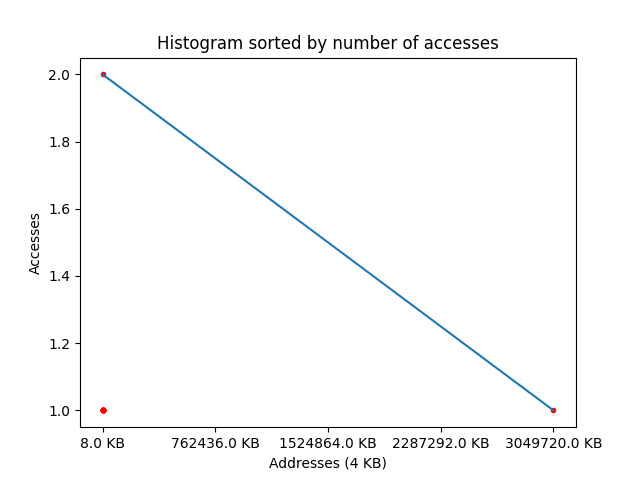 Histogram sorted by number of accesses
2.0
1.8
1.6
1.4
1.2
1.0
Accesses
8.0 KB 762436.0 KB 1524864.0 KB 2287292.0 KB 3049720.0 KB
Addresses (4 KB)